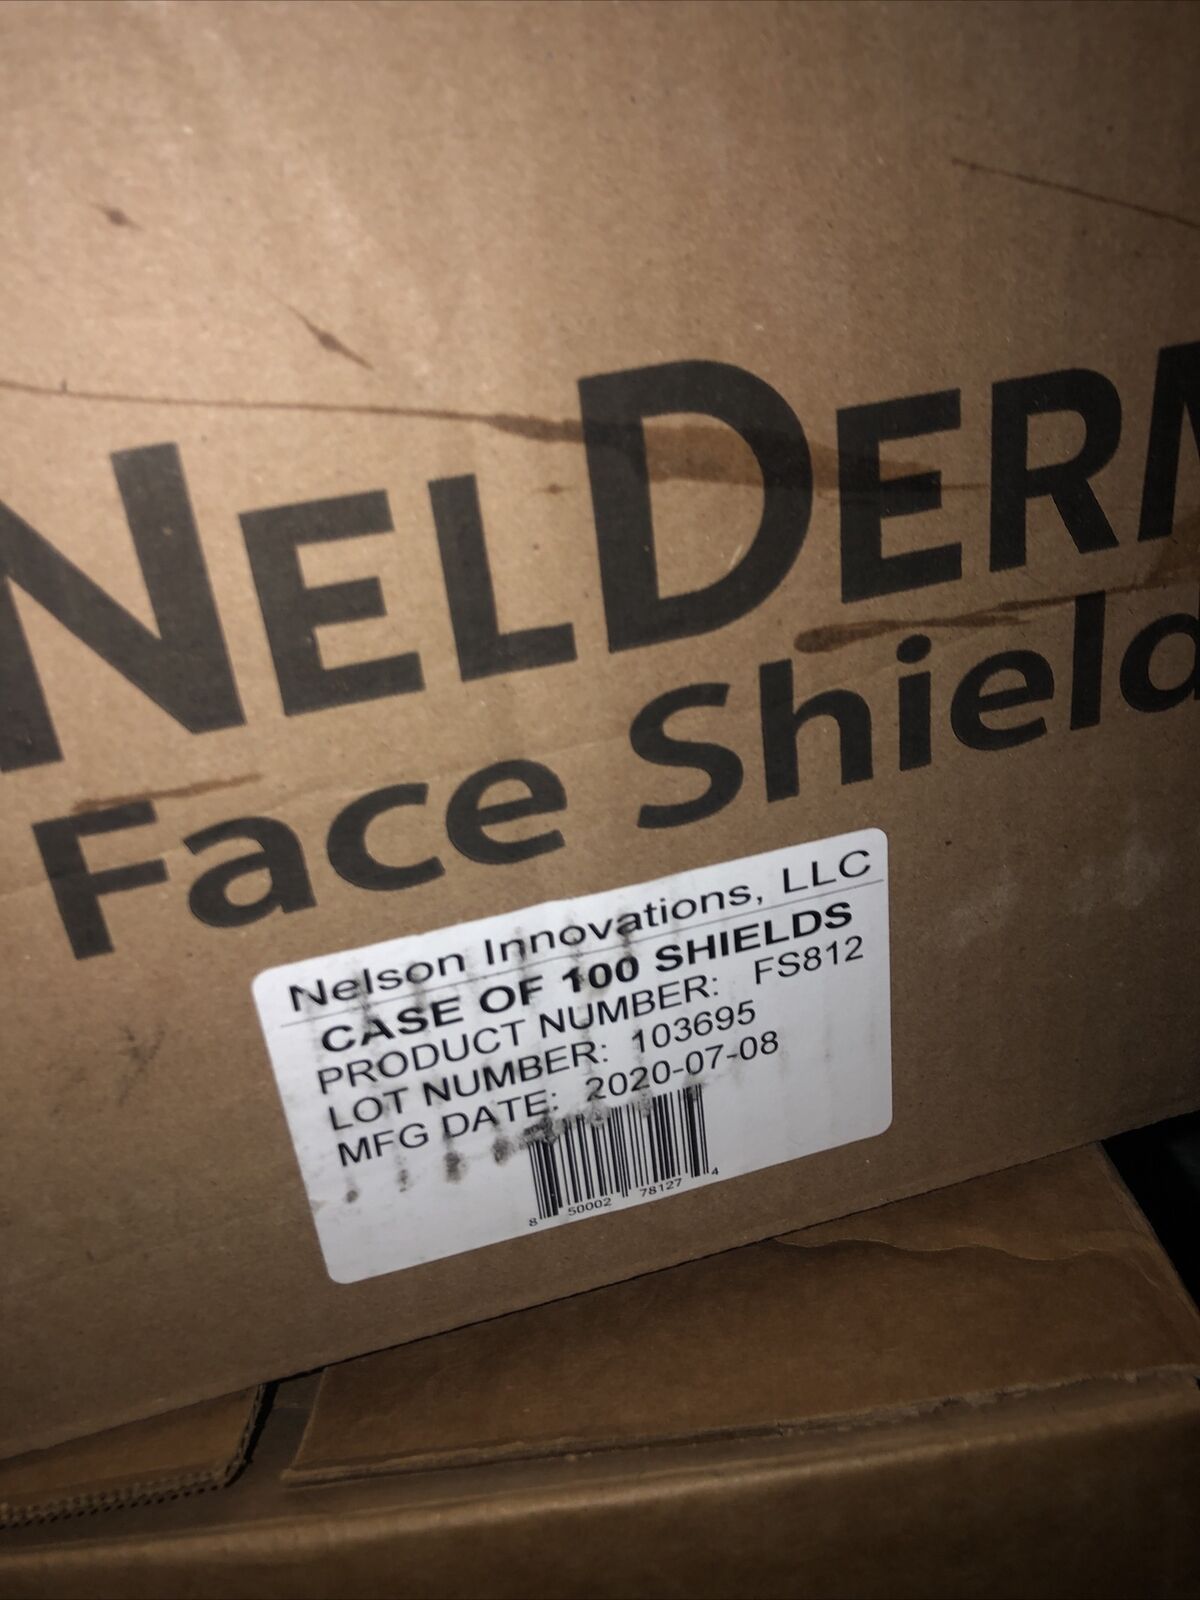 NELDERM
Face Shield
Nelson Innovations, LLC
CASE OF 100 SHIELDS
PRODUCT NUMBER: FS812
LOT NUMBER: 103695
MFG DATE: 2020-07-08
8 50002 78127 4